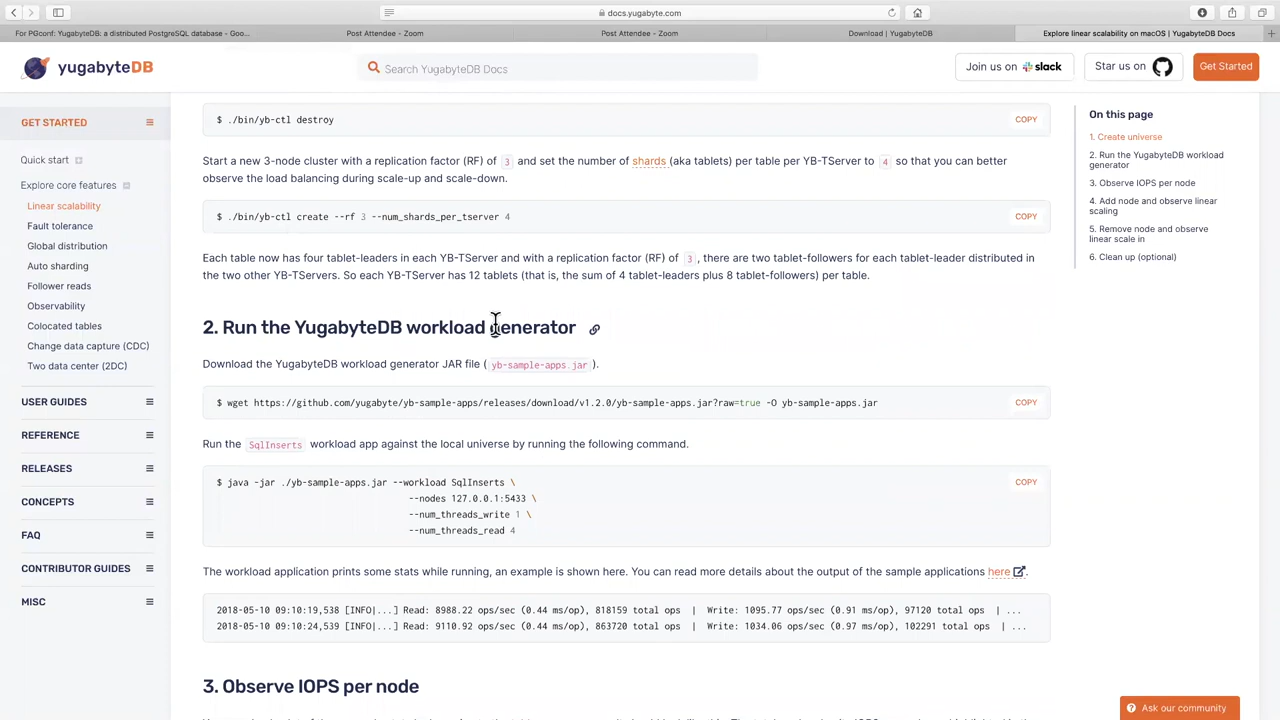 docs.yugabyte.com
For PGconf: YugabyteDB: a distributed PostgreSQL database - Goo...
Post Attendee - Zoom
Post Attendee - Zoom
Download | YugabyteDB
Explore linear scalability on macOS | YugabyteDB Docs
yugabyteDB
Search YugabyteDB Docs
Join us on slack
Star us on
Get Started
GET STARTED
Quick start
Explore core features
Linear scalability
Fault tolerance
Global distribution
Auto sharding
Follower reads
Observability
Colocated tables
Change data capture (CDC)
Two data center (2DC)
USER GUIDES
REFERENCE
RELEASES
CONCEPTS
FAQ
CONTRIBUTOR GUIDES
MISC
$ ./bin/yb-ctl destroy
COPY
Start a new 3-node cluster with a replication factor (RF) of 3 and set the number of shards (aka tablets) per table per YB-TServer to 4 so that you can better
observe the load balancing during scale-up and scale-down.
$ ./bin/yb-ctl create --rf 3 --num_shards_per_tserver 4
COPY
Each table now has four tablet-leaders in each YB-TServer and with a replication factor (RF) of 3, there are two tablet-followers for each tablet-leader distributed in
the two other YB-TServers. So each YB-TServer has 12 tablets (that is, the sum of 4 tablet-leaders plus 8 tablet-followers) per table.
2. Run the YugabyteDB workload generator
Download the YugabyteDB workload generator JAR file ( yb-sample-apps.jar ).
$ wget https://github.com/yugabyte/yb-sample-apps/releases/download/v1.2.0/yb-sample-apps.jar?raw=true -O yb-sample-apps.jar
COPY
Run the SqlInserts workload app against the local universe by running the following command.
$ java -jar ./yb-sample-apps.jar --workload SqlInserts \
COPY
--nodes 127.0.0.1:5433 \
--num_threads_write 1 \
--num_threads_read 4
The workload application prints some stats while running, an example is shown here. You can read more details about the output of the sample applications here.
2018-05-10 09:10:19,538 [INFO|...] Read: 8988.22 ops/sec (0.44 ms/op), 818159 total ops | Write: 1095.77 ops/sec (0.91 ms/op), 97120 total ops | ...
2018-05-10 09:10:24,539 [INFO|...] Read: 9110.92 ops/sec (0.44 ms/op), 863720 total ops | Write: 1034.06 ops/sec (0.97 ms/op), 102291 total ops | ...
3. Observe IOPS per node
On this page
1. Create universe
2. Run the YugabyteDB workload
generator
3. Observe IOPS per node
4. Add node and observe linear
scaling
5. Remove node and observe
linear scale in
6. Clean up (optional)
Ask our community